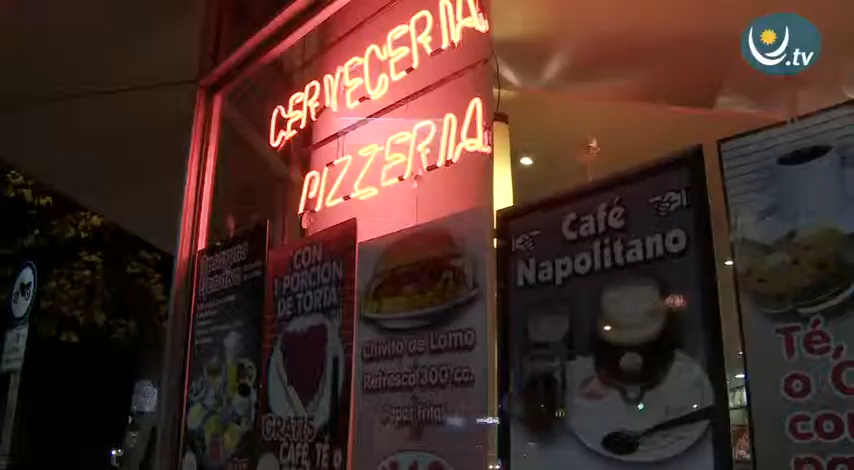 .tv
CERVECERIA
PIZZERIA
CON
1 PORCION
DE TORTA
GRATIS
CAFÉ, TÉ o
Chivito de Lomo
Refresco 300 cc.
Papas Fritas
Café
Napolitano
Té,
o C
cou